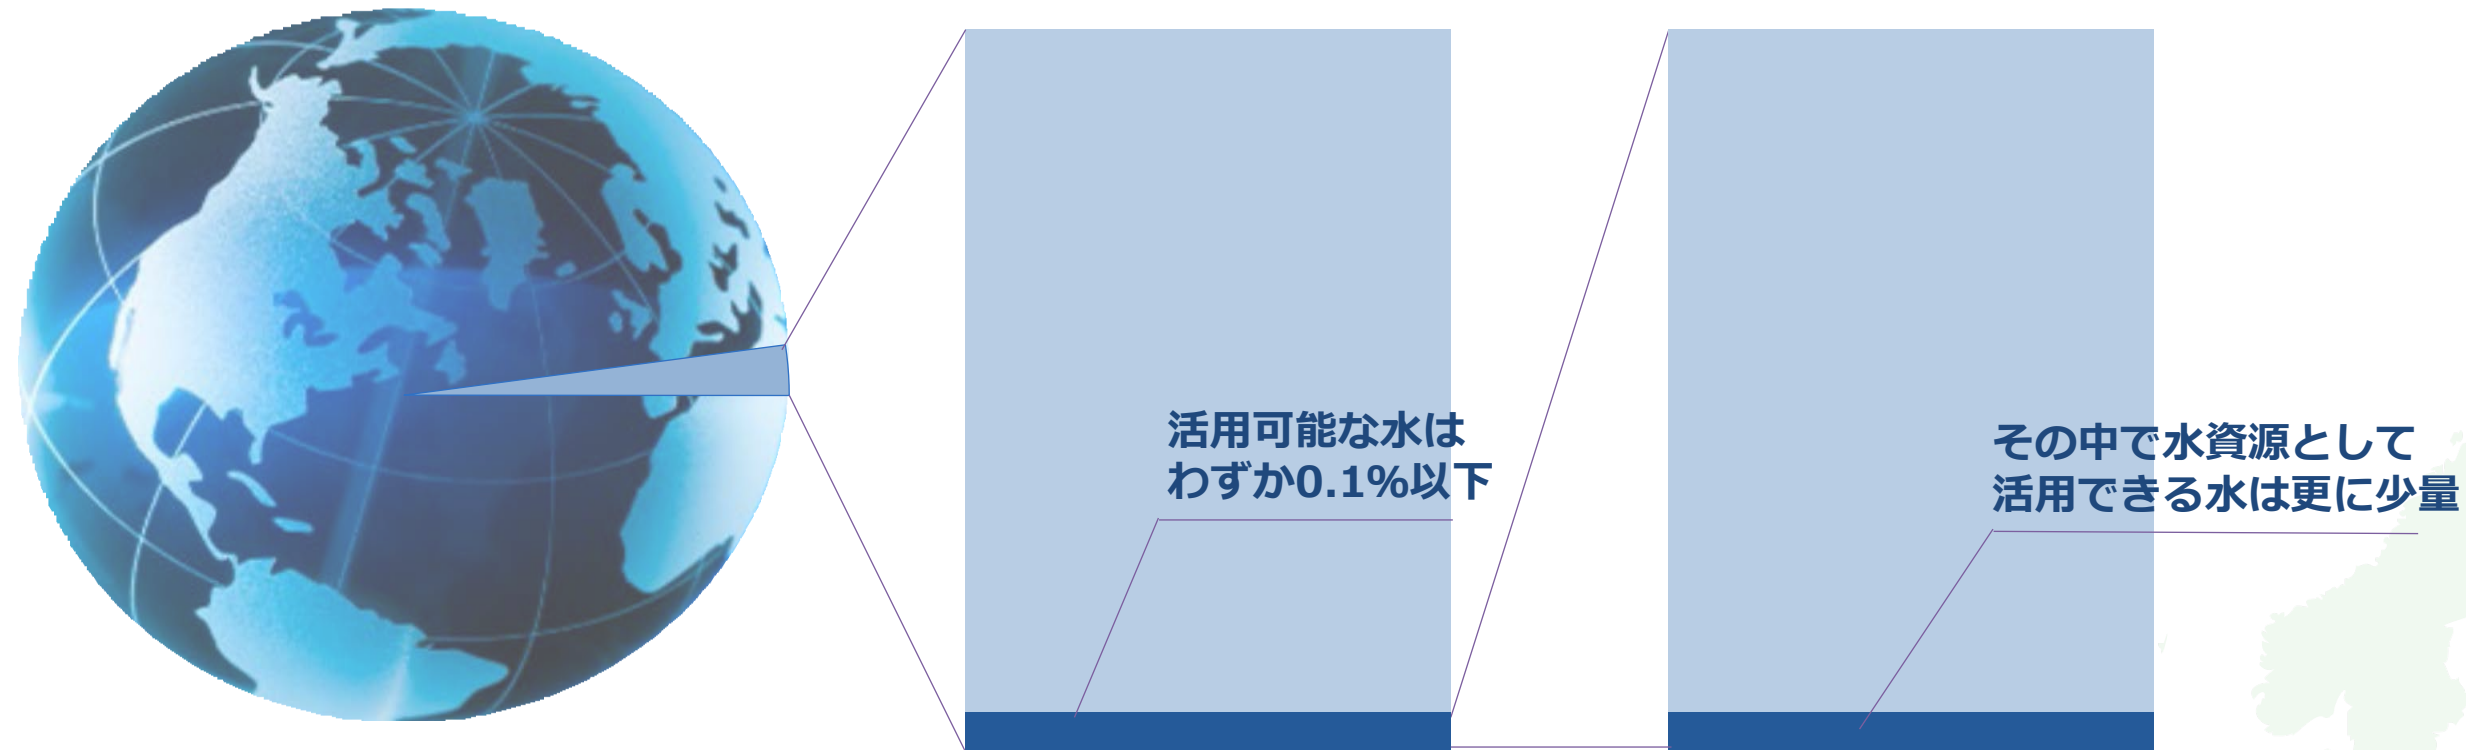 活用可能な水は
わずか0.1%以下
その中で水資源として
活用できる水は更に少量